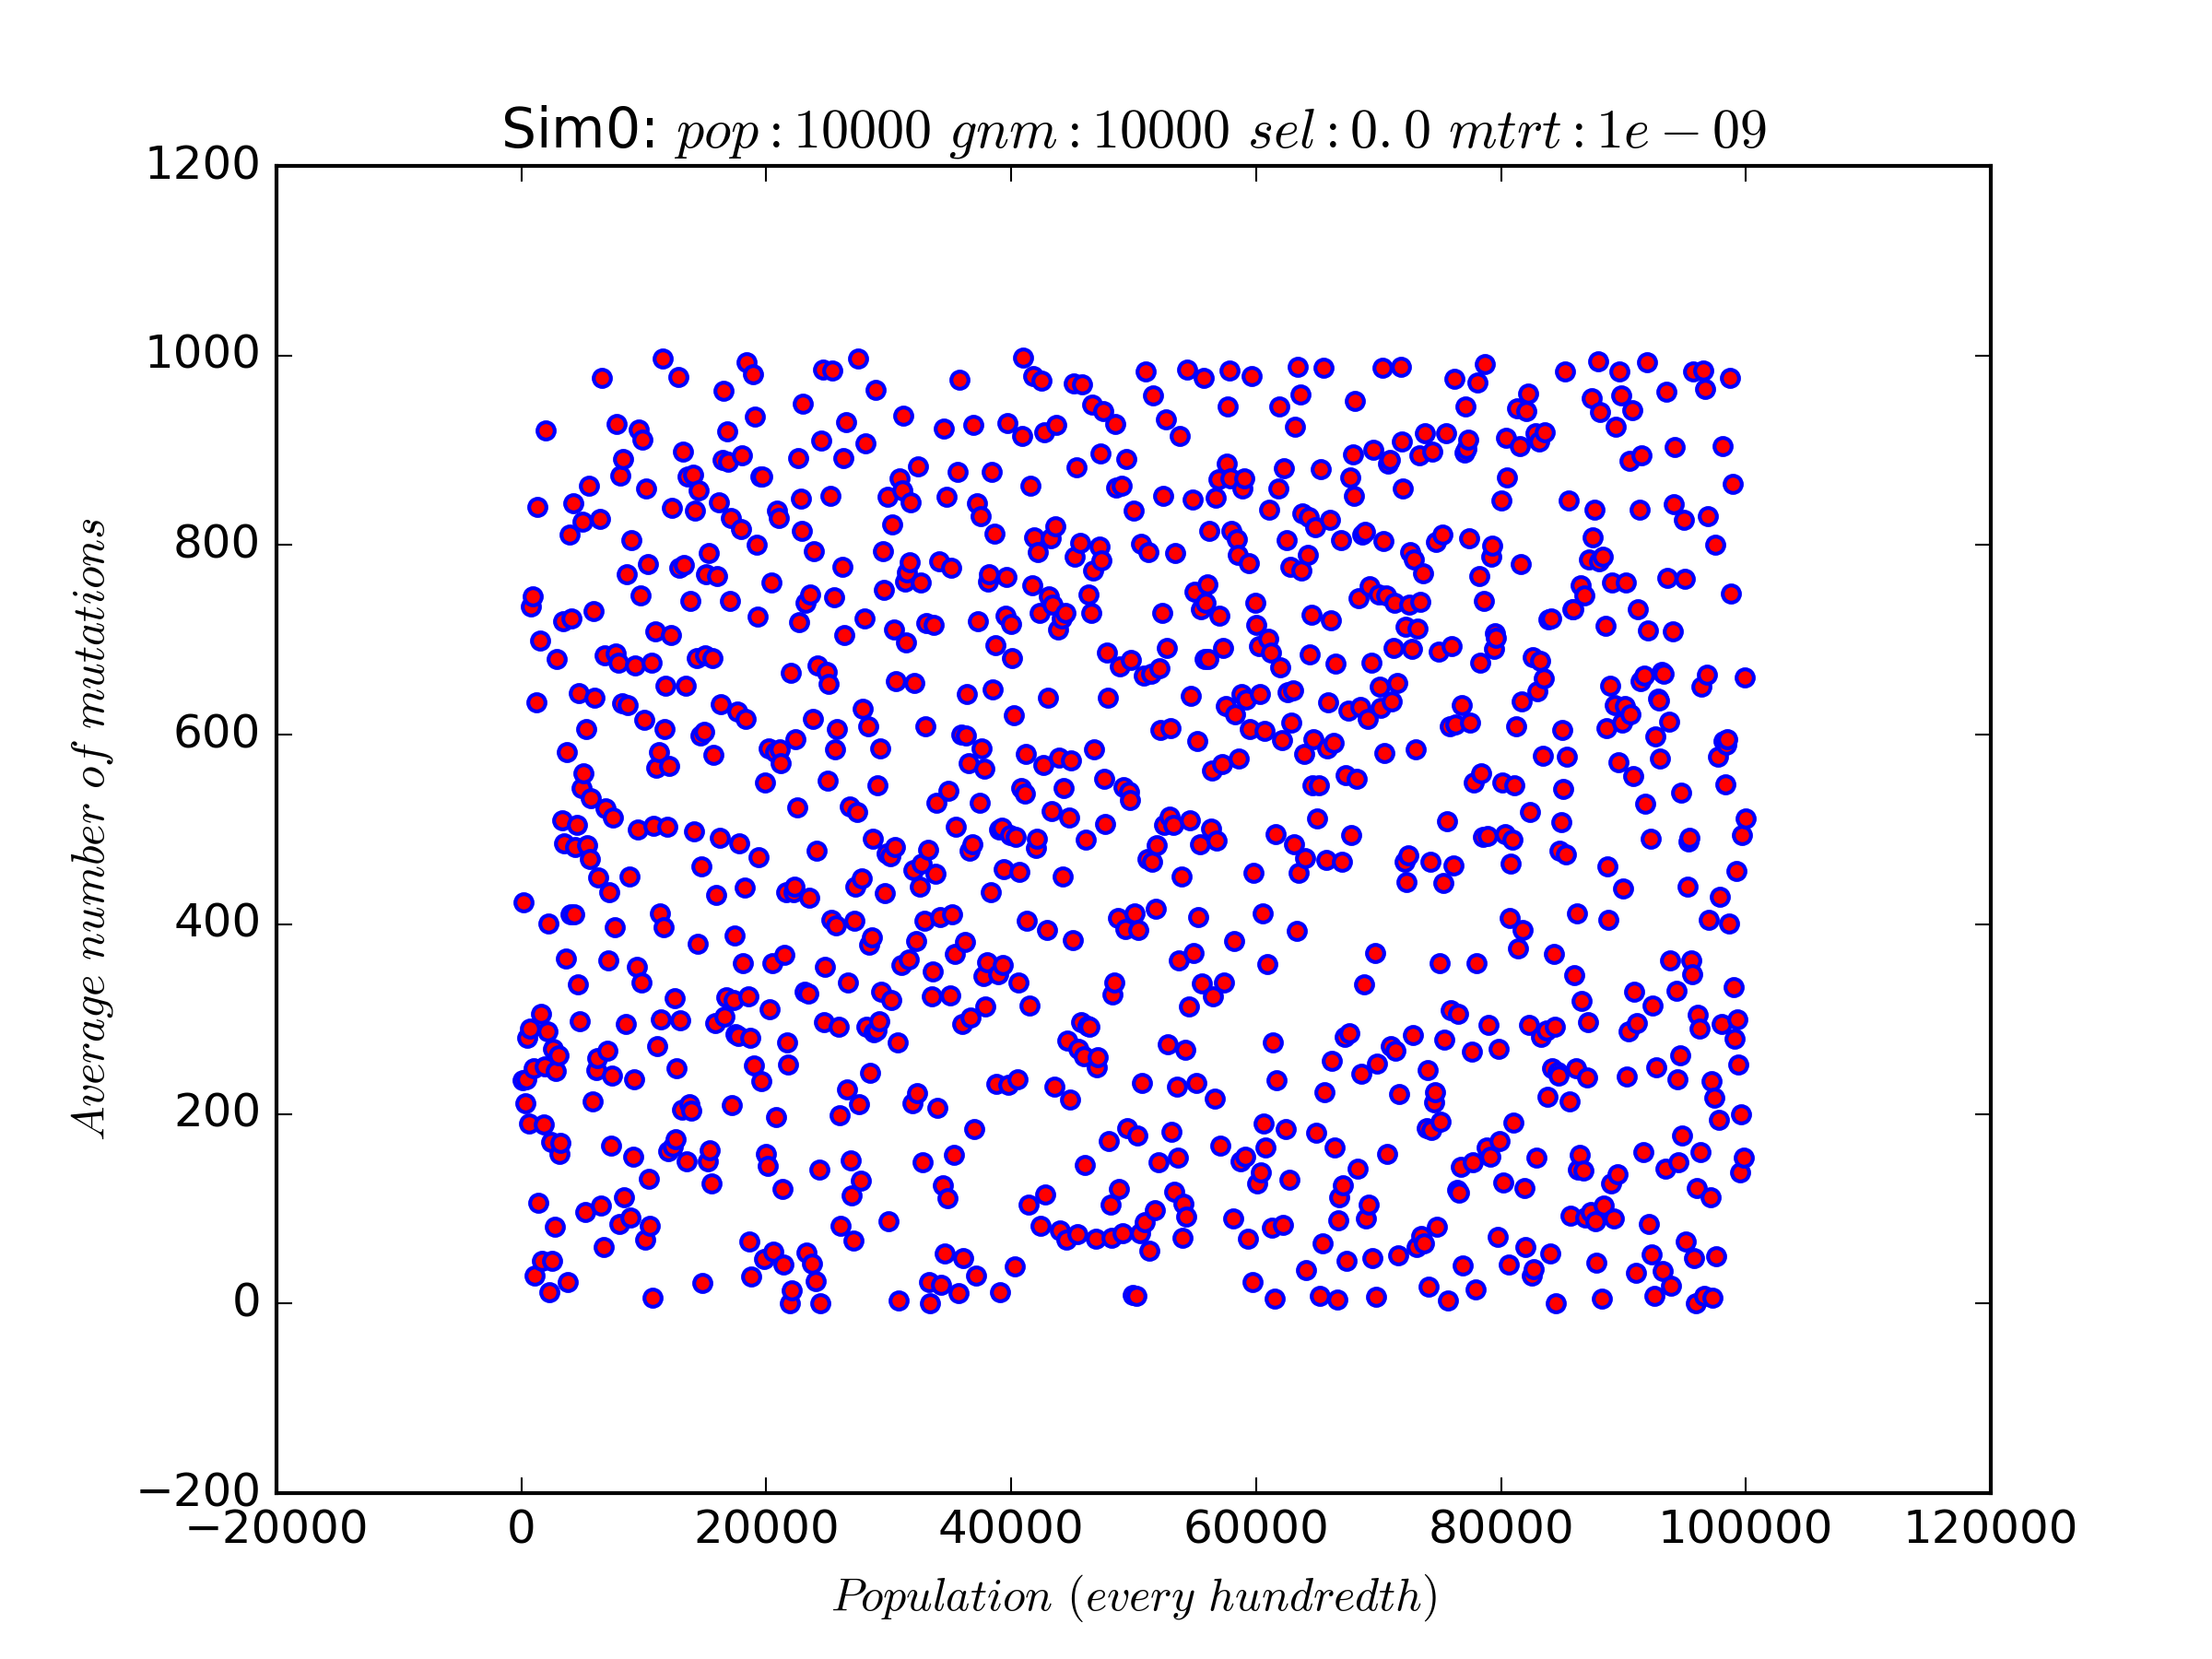 Sim0: pop : 10000 gnm : 10000 sel : 0.0 mtrt : 1e − 09
1200
1000
800
600
400
200
0
−200
Average number of mutations
−20000 0 20000 40000 60000 80000 100000 120000
Population (every hundredth)